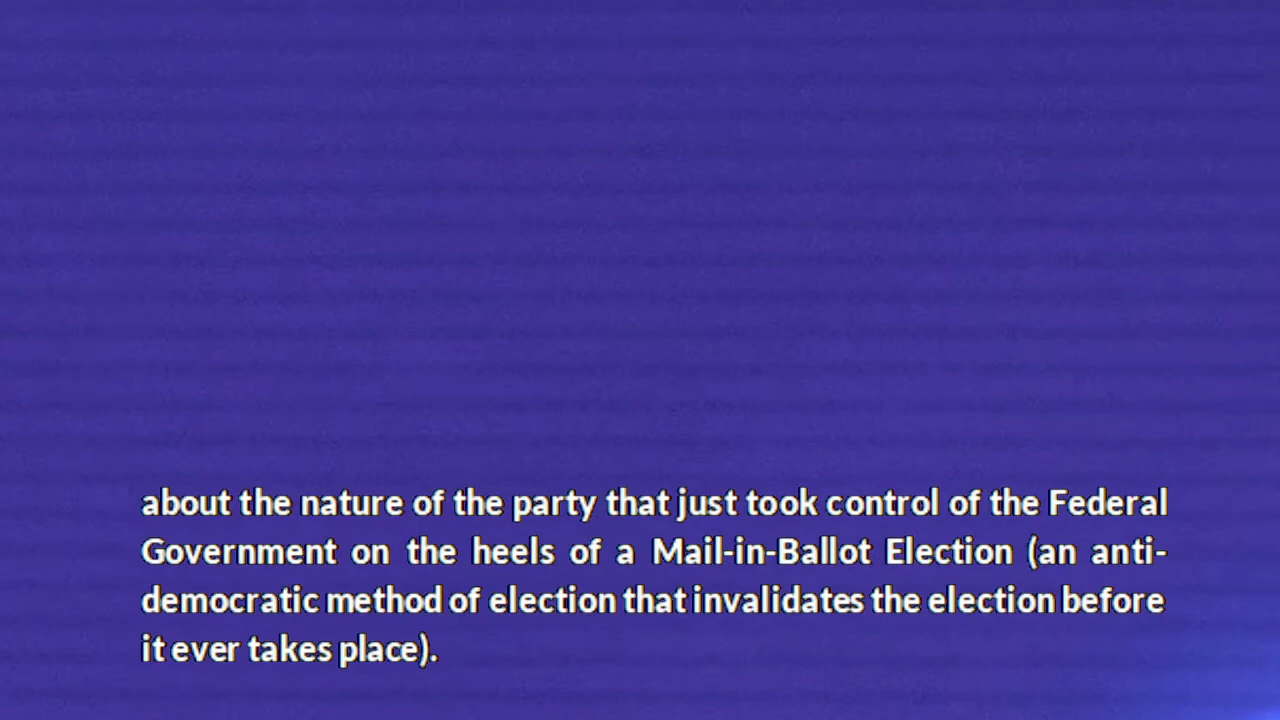 about the nature of the party that just took control of the Federal
Government on the heels of a Mail-in-Ballot Election (an anti-
democratic method of election that invalidates the election before
it ever takes place).